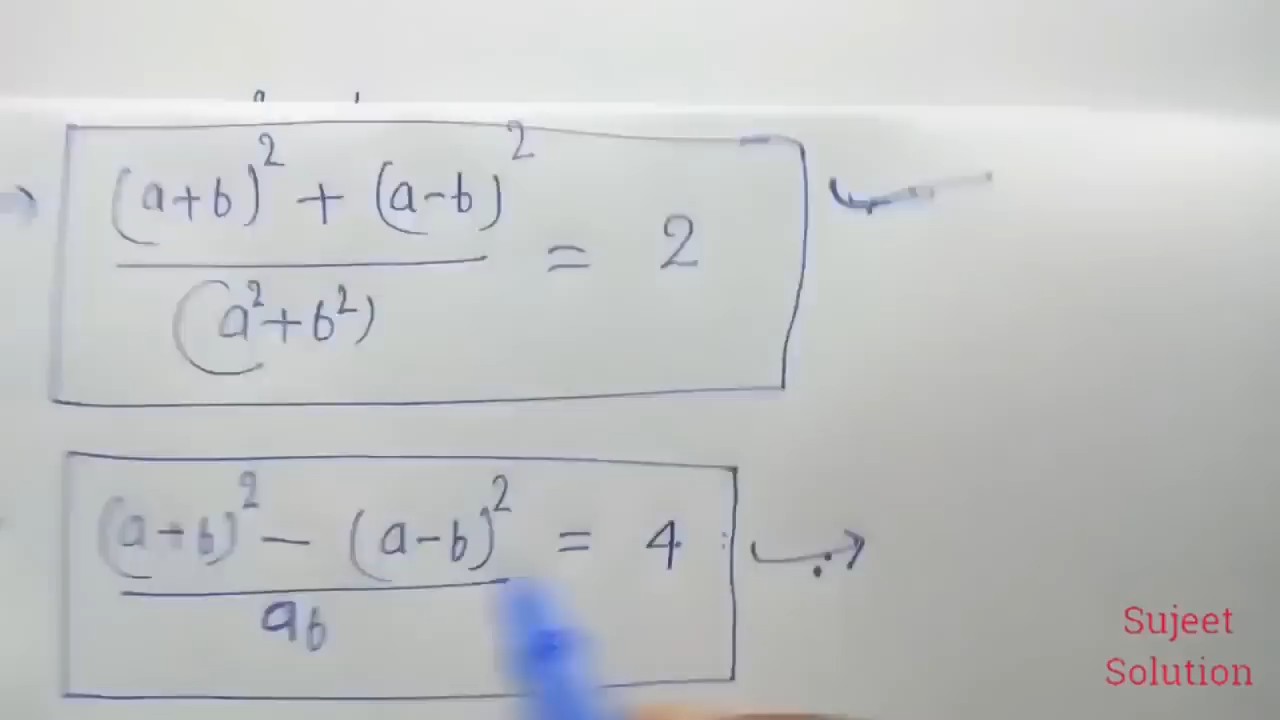 (a+b)² + (a-b)²
(a²+b²)
= 2
(a+b)² - (a-b)² = 4
ab
Sujeet
Solution